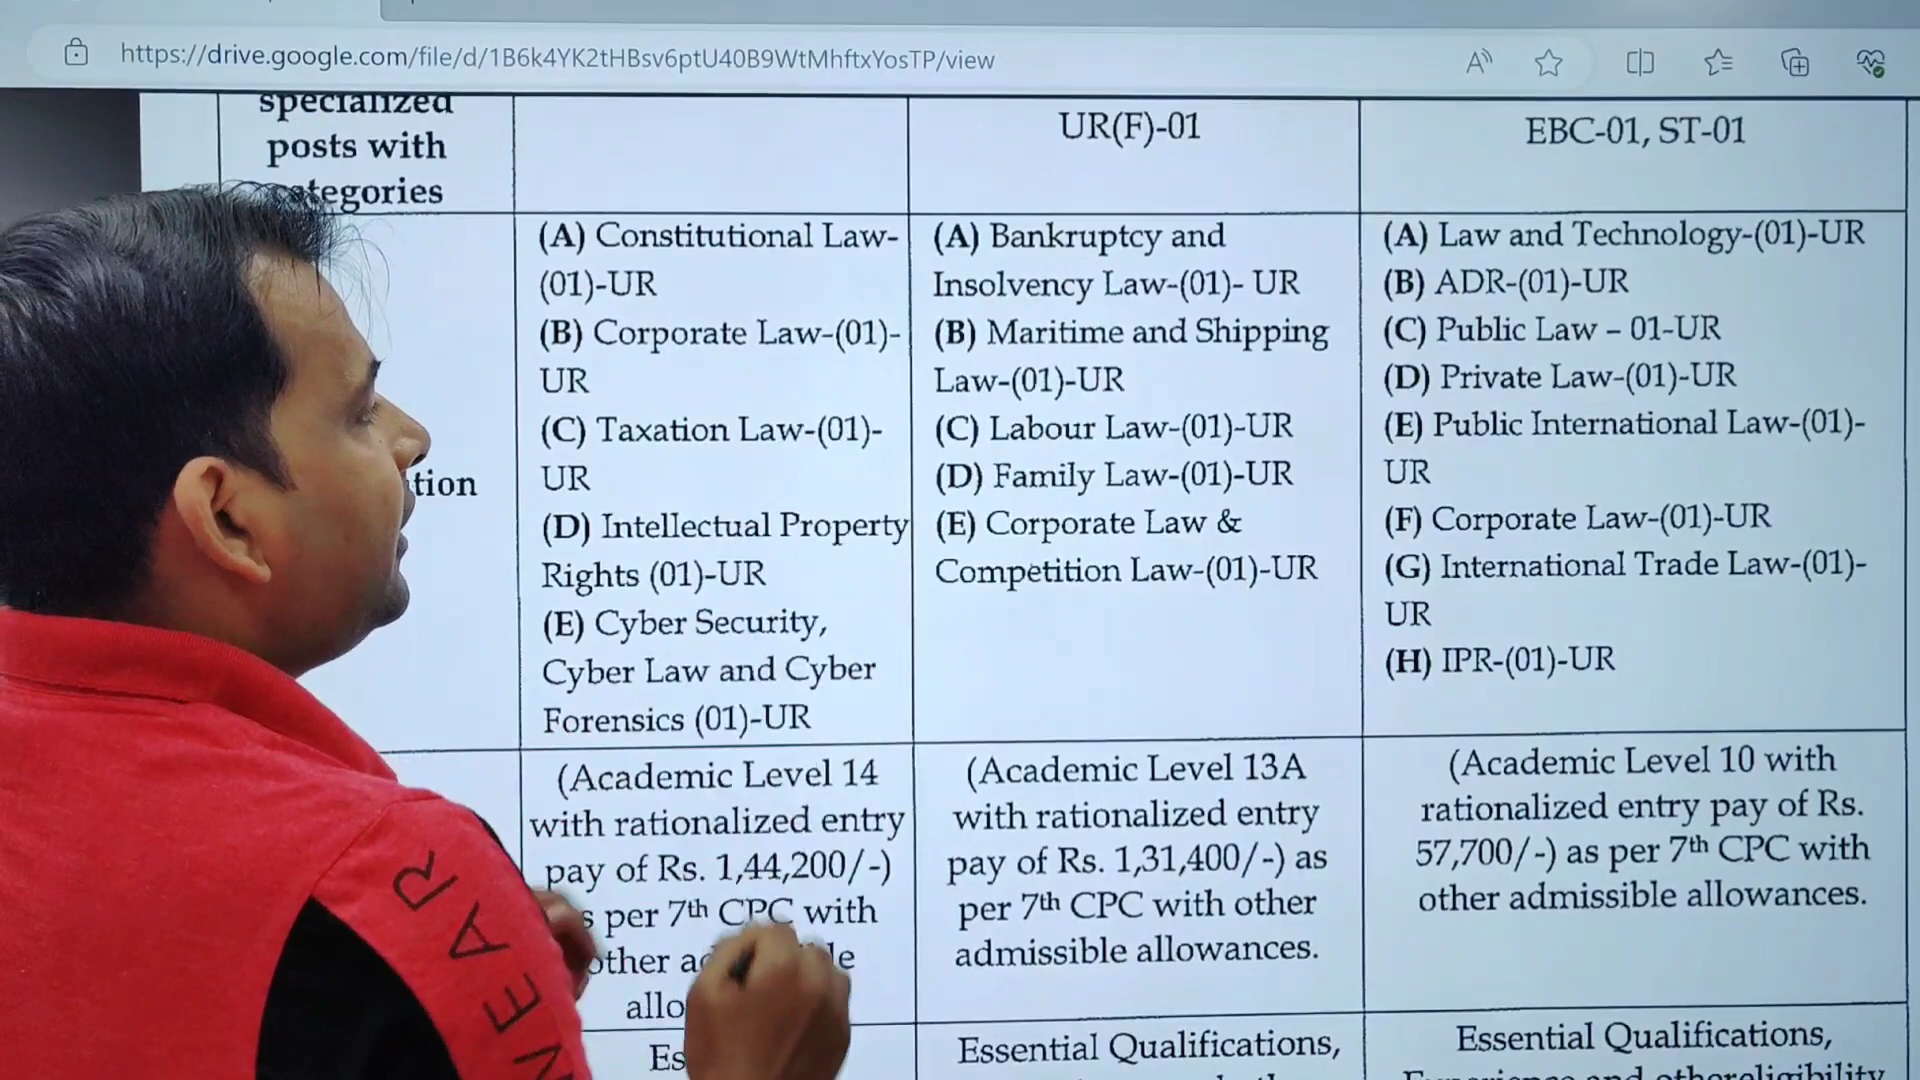 https://drive.google.com/file/d/1B6k4YK2tHBsv6ptU40B9WtMhftxYosTP/view
specialized
posts with
UR(F)-01
EBC-01, ST-01
(A) Constitutional Law-
(01)-UR
(B) Corporate Law-(01)-
UR
(C) Taxation Law-(01)-
UR
(D) Intellectual Property
Rights (01)-UR
(E) Cyber Security,
Cyber Law and Cyber
Forensics (01)-UR
(A) Bankruptcy and
Insolvency Law-(01)- UR
(B) Maritime and Shipping
Law-(01)-UR
(C) Labour Law-(01)-UR
(D) Family Law-(01)-UR
(E) Corporate Law &
Competition Law-(01)-UR
(A) Law and Technology-(01)-UR
(B) ADR-(01)-UR
(C) Public Law – 01-UR
(D) Private Law-(01)-UR
(E) Public International Law-(01)-
UR
(F) Corporate Law-(01)-UR
(G) International Trade Law-(01)-
UR
(H) IPR-(01)-UR
(Academic Level 14
with rationalized entry
pay of Rs. 1,44,200/-)
per 7th CPC with
other
(Academic Level 13A
with rationalized entry
pay of Rs. 1,31,400/-) as
per 7th CPC with other
admissible allowances.
(Academic Level 10 with
rationalized entry pay of Rs.
57,700/-) as per 7th CPC with
other admissible allowances.
Essential Qualifications,
Essential Qualifications,
NEAR